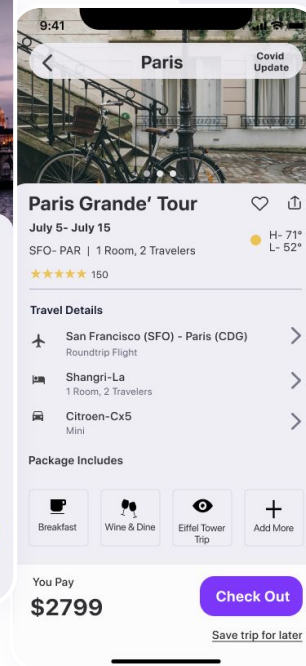 9:41
Paris
Covid
Update
Paris Grande’ Tour
July 5- July 15
SFO- PAR | 1 Room, 2 Travelers
H- 71°
L- 52°
150
Travel Details
San Francisco (SFO) - Paris (CDG)
Roundtrip Flight
Shangri-La
1 Room, 2 Travelers
Citroen-Cx5
Mini
Package Includes
Breakfast
Wine & Dine
Eiffel Tower
Trip
Add More
You Pay
$2799
Check Out
Save trip for later